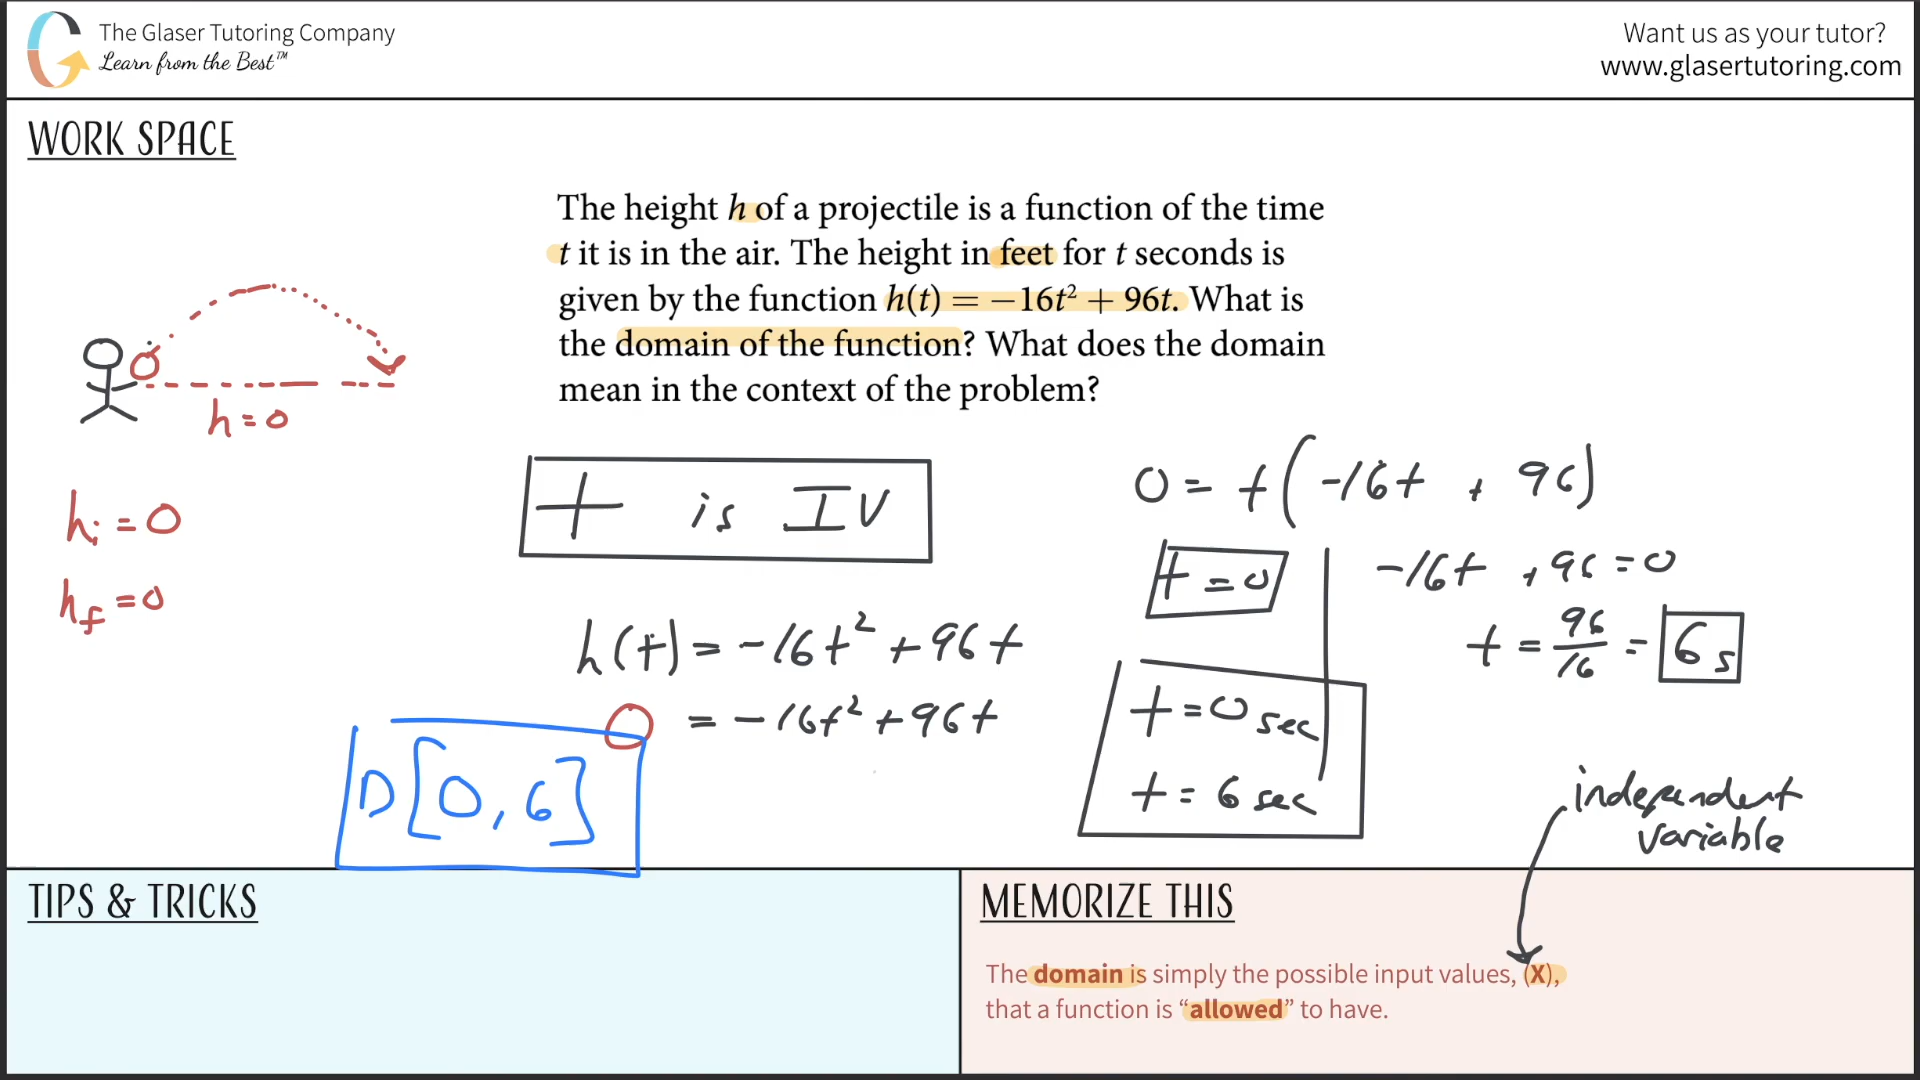 The Glaser Tutoring Company
Learn from the Best™
Want us as your tutor?
www.glasertutoring.com
WORK SPACE
The height h of a projectile is a function of the time
t it is in the air. The height in feet for t seconds is
given by the function h(t) = −16t² + 96t. What is
the domain of the function? What does the domain
mean in the context of the problem?
h=0
hi = 0
hf = 0
t is IV
h(t) = -16t² + 96t
0 = -16t² + 96t
D[0, 6]
0 = t(-16t + 96)
t = 0
-16t + 96 = 0
t = 96/16 = 6s
t = 0 sec
t = 6 sec
independent
variable
TIPS & TRICKS
MEMORIZE THIS
The domain is simply the possible input values, (X),
that a function is “allowed” to have.